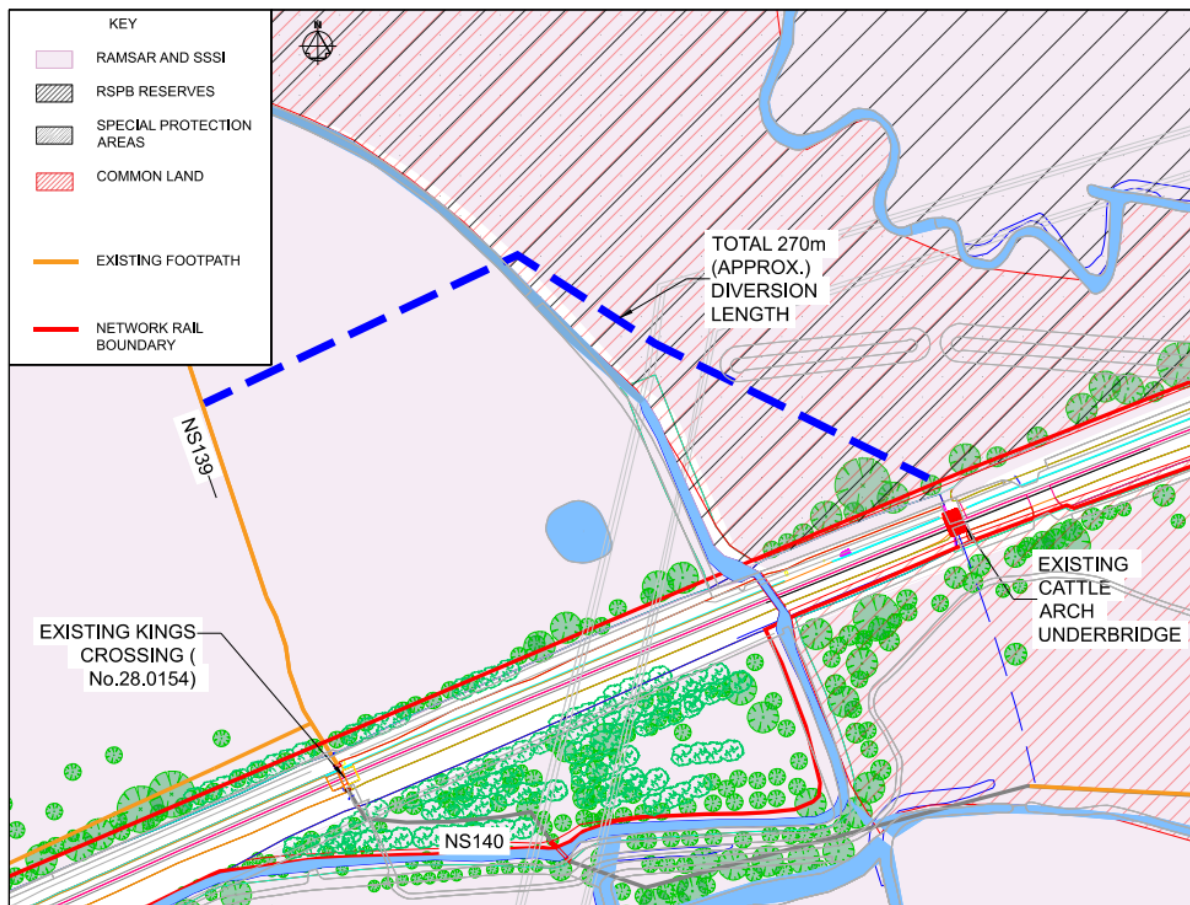 KEY
RAMSAR AND SSSI
RSPB RESERVES
SPECIAL PROTECTION
AREAS
COMMON LAND
EXISTING FOOTPATH
NETWORK RAIL
BOUNDARY
N
TOTAL 270m
(APPROX.)
DIVERSION
LENGTH
NS139
EXISTING KINGS
CROSSING (
No.28.0154)
EXISTING
CATTLE
ARCH
UNDERBRIDGE
NS140